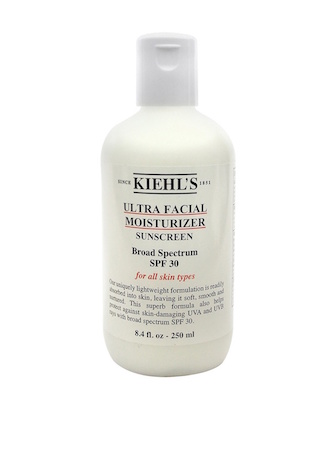 SINCE KIEHL'S 1851
ULTRA FACIAL
MOISTURIZER
SUNSCREEN
Broad Spectrum
SPF 30
for all skin types
Our uniquely lightweight formulation is readily
absorbed into skin, leaving it soft, smooth and
This superb formula also helps
protect against skin-damaging UVA and UVB
rays with broad spectrum SPF 30.
8.4 fl. oz - 250 ml